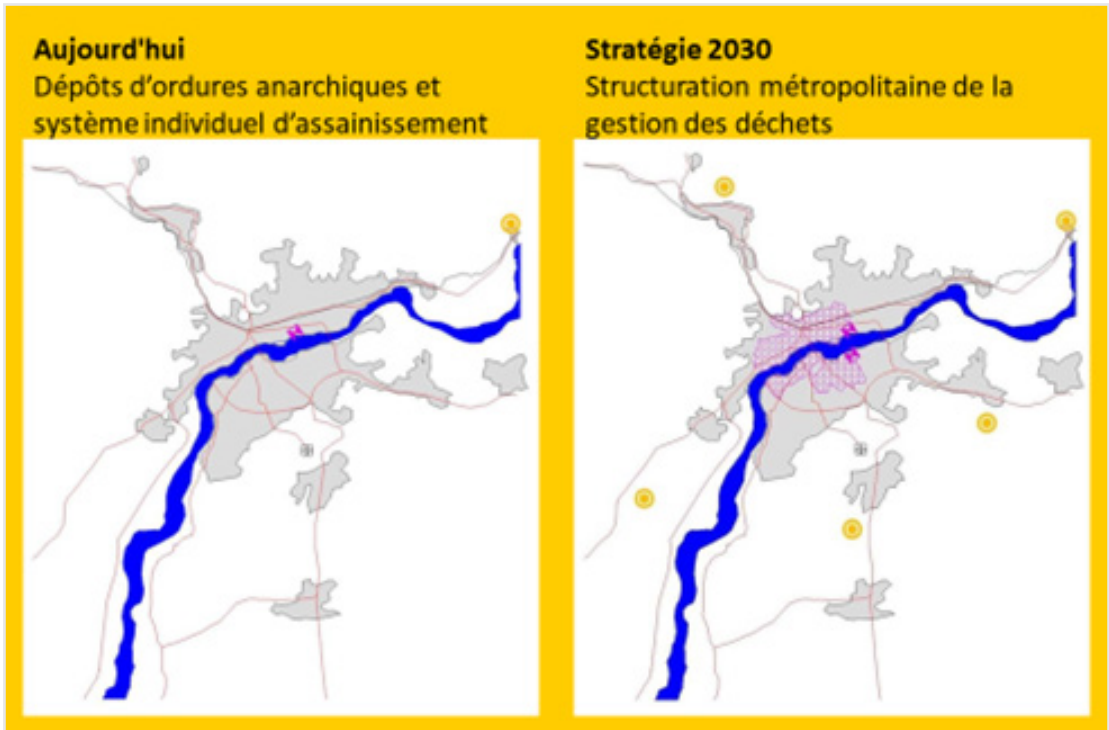 Aujourd'hui
Dépôts d’ordures anarchiques et
système individuel d’assainissement
Stratégie 2030
Structuration métropolitaine de la
gestion des déchets